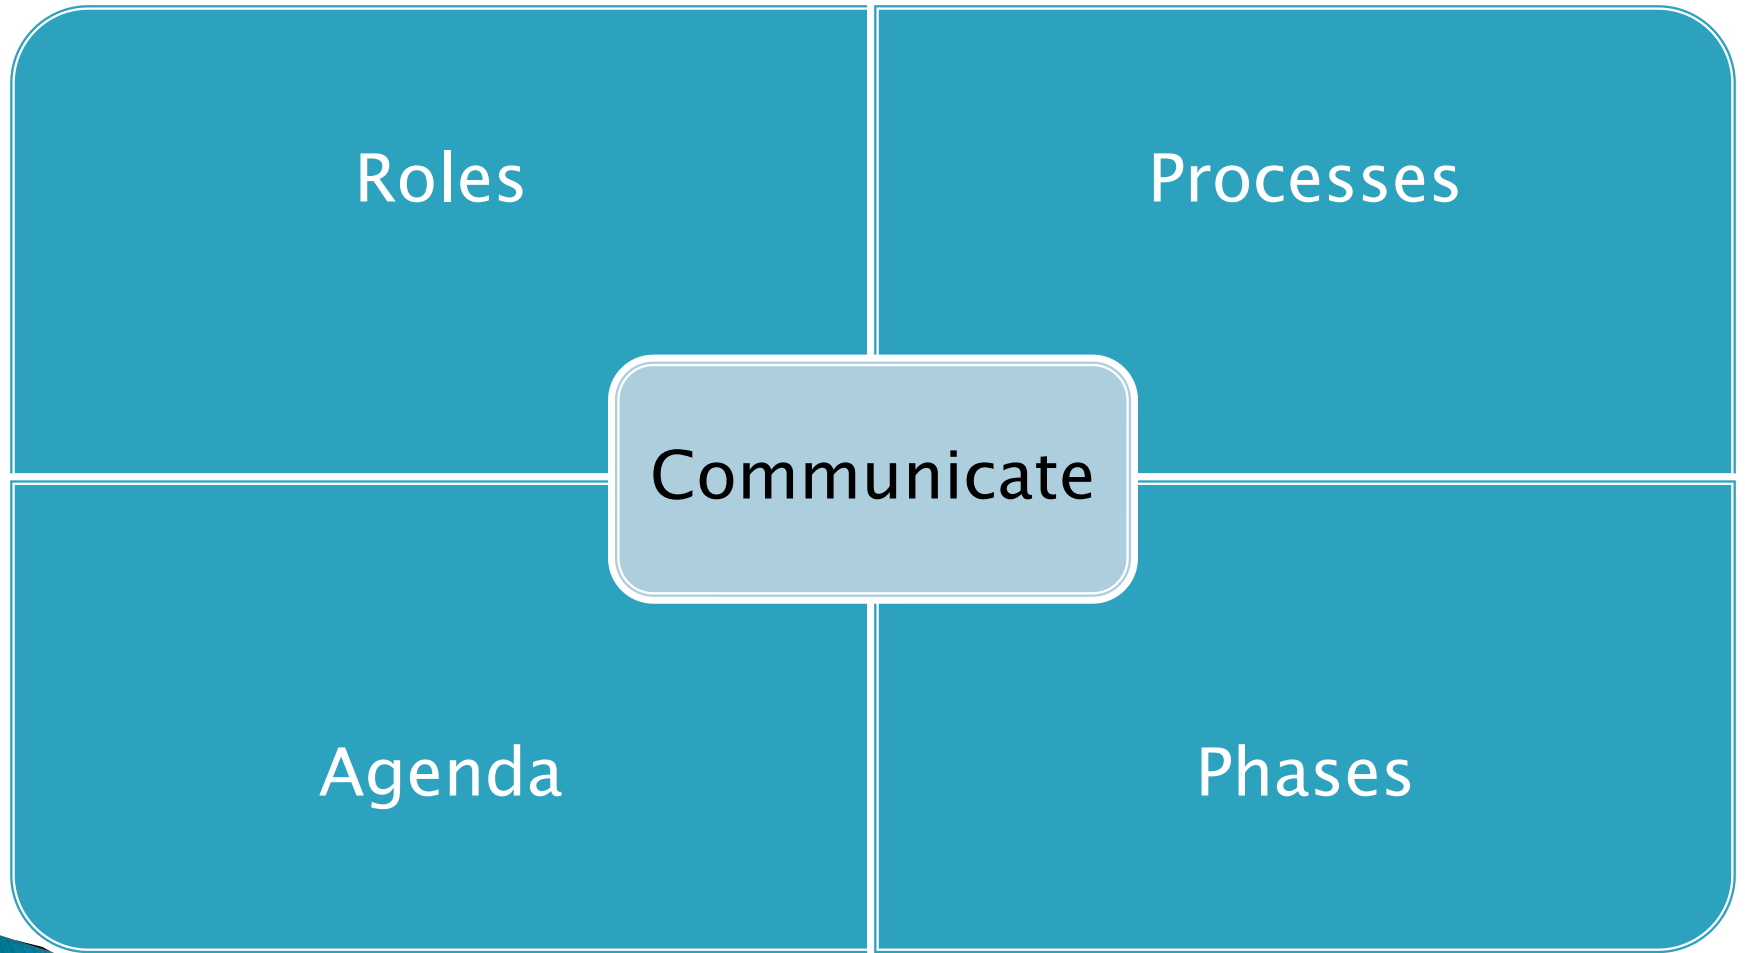 Roles
Processes
Communicate
Agenda
Phases